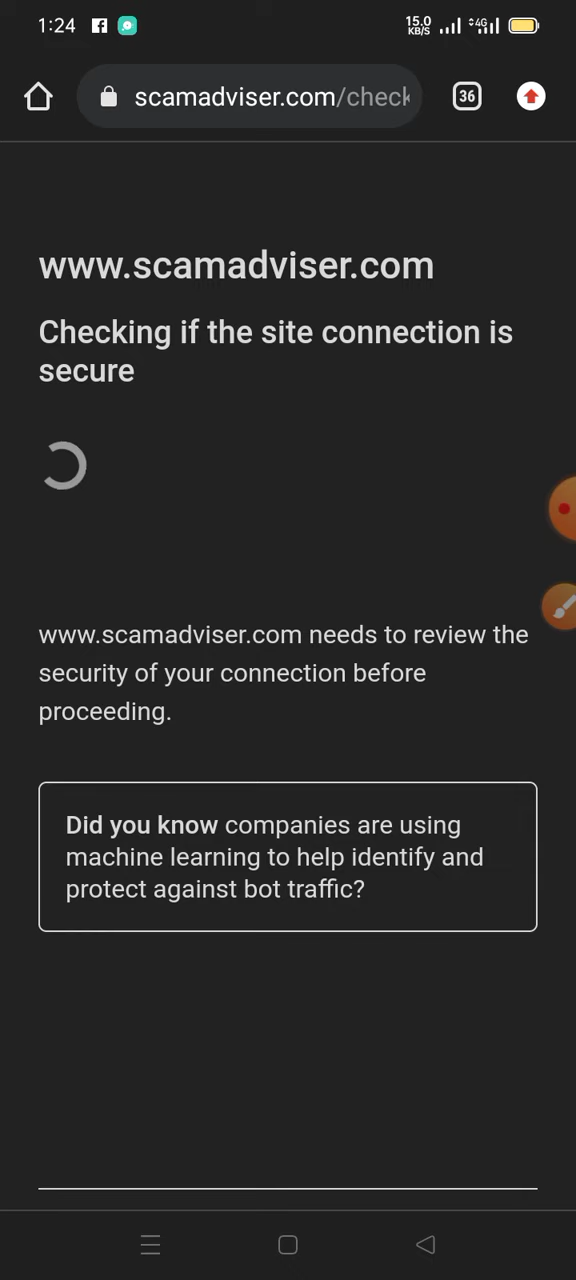 1:24
15.0
KB/S
4G
scamadviser.com/check
36
www.scamadviser.com
Checking if the site connection is
secure
www.scamadviser.com needs to review the
security of your connection before
proceeding.
Did you know companies are using
machine learning to help identify and
protect against bot traffic?